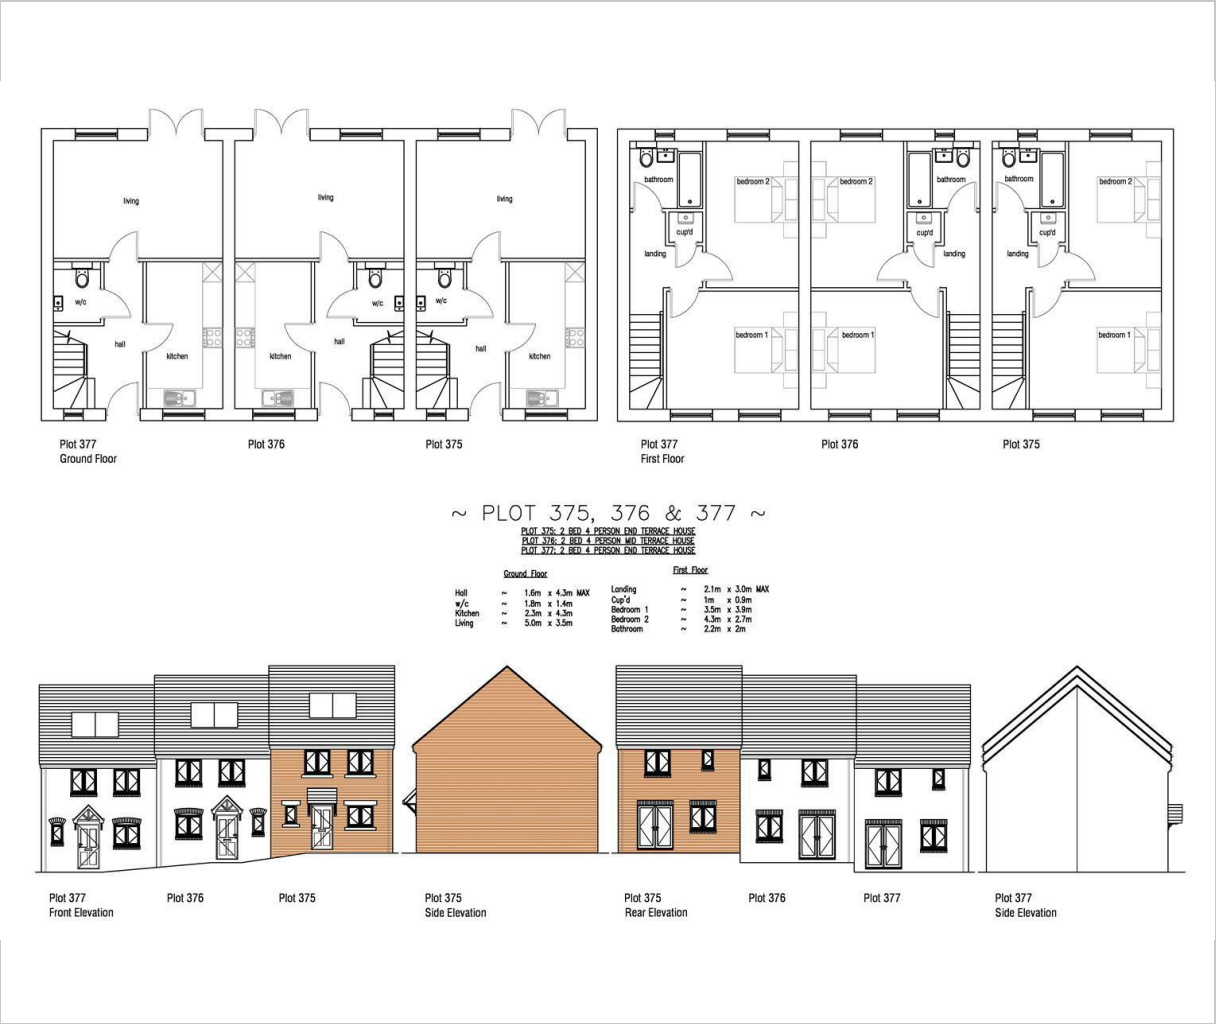 living
living
living
w/c
w/c
w/c
hall
kitchen
kitchen
hall
hall
kitchen
Plot 377
Ground Floor
Plot 376
Plot 375
bathroom
bedroom 2
bedroom 2
bathroom
bathroom
bedroom 2
cup'd
cup'd
cup'd
landing
landing
landing
bedroom 1
bedroom 1
bedroom 1
Plot 377
First Floor
Plot 376
Plot 375
~ PLOT 375, 376 & 377 ~
PLOT 375: 2 BED 4 PERSON END TERRACE HOUSE
PLOT 376: 2 BED 4 PERSON MID TERRACE HOUSE
PLOT 377: 2 BED 4 PERSON END TERRACE HOUSE
Ground Floor
Hall ~ 1.6m x 4.3m MAX
w/c ~ 1.8m x 1.4m
Kitchen ~ 2.3m x 4.3m
Living ~ 5.0m x 3.5m
First Floor
Landing ~ 2.1m x 3.0m MAX
Cup'd ~ 1m x 0.9m
Bedroom 1 ~ 3.5m x 3.9m
Bedroom 2 ~ 4.3m x 2.7m
Bathroom ~ 2.2m x 2m
Plot 377
Front Elevation
Plot 376
Plot 375
Plot 375
Side Elevation
Plot 375
Rear Elevation
Plot 376
Plot 377
Plot 377
Side Elevation